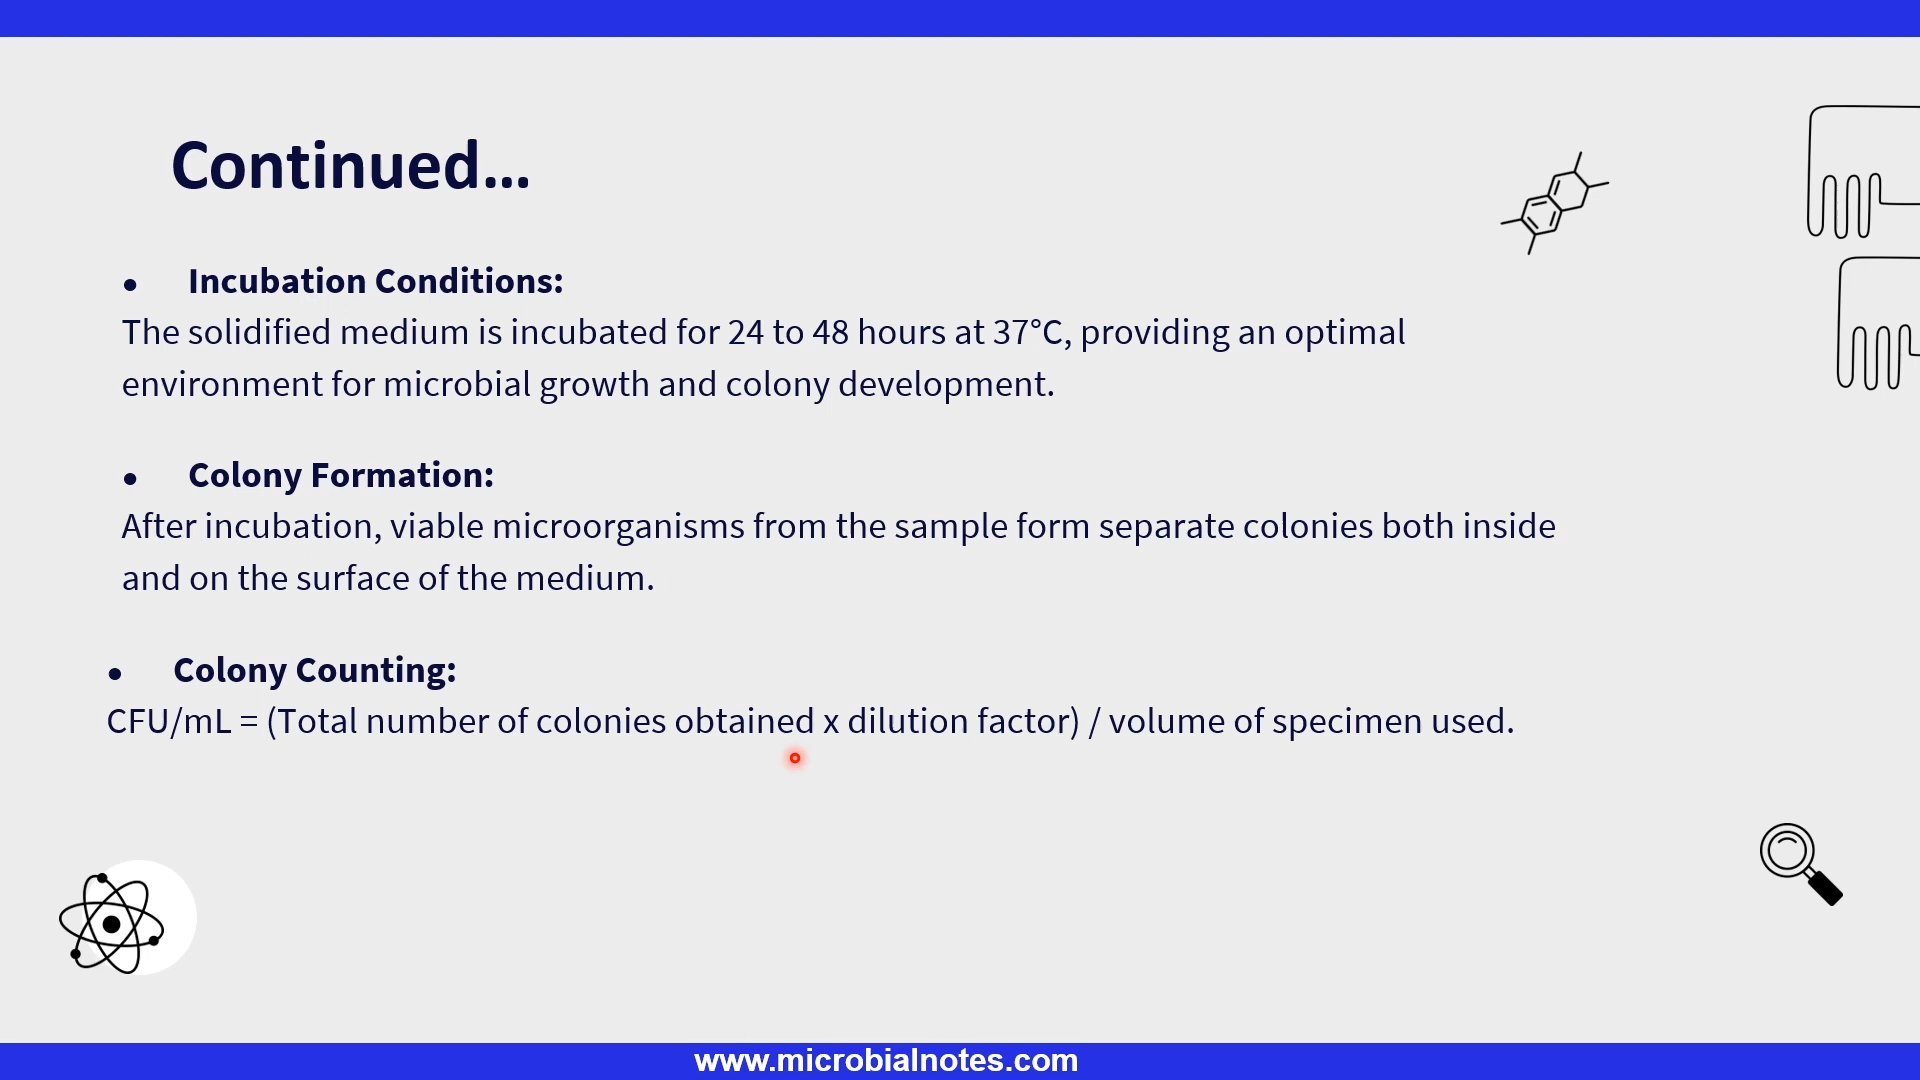 Continued...
• Incubation Conditions:
The solidified medium is incubated for 24 to 48 hours at 37°C, providing an optimal
environment for microbial growth and colony development.
• Colony Formation:
After incubation, viable microorganisms from the sample form separate colonies both inside
and on the surface of the medium.
• Colony Counting:
CFU/mL = (Total number of colonies obtained x dilution factor) / volume of specimen used.
www.microbialnotes.com